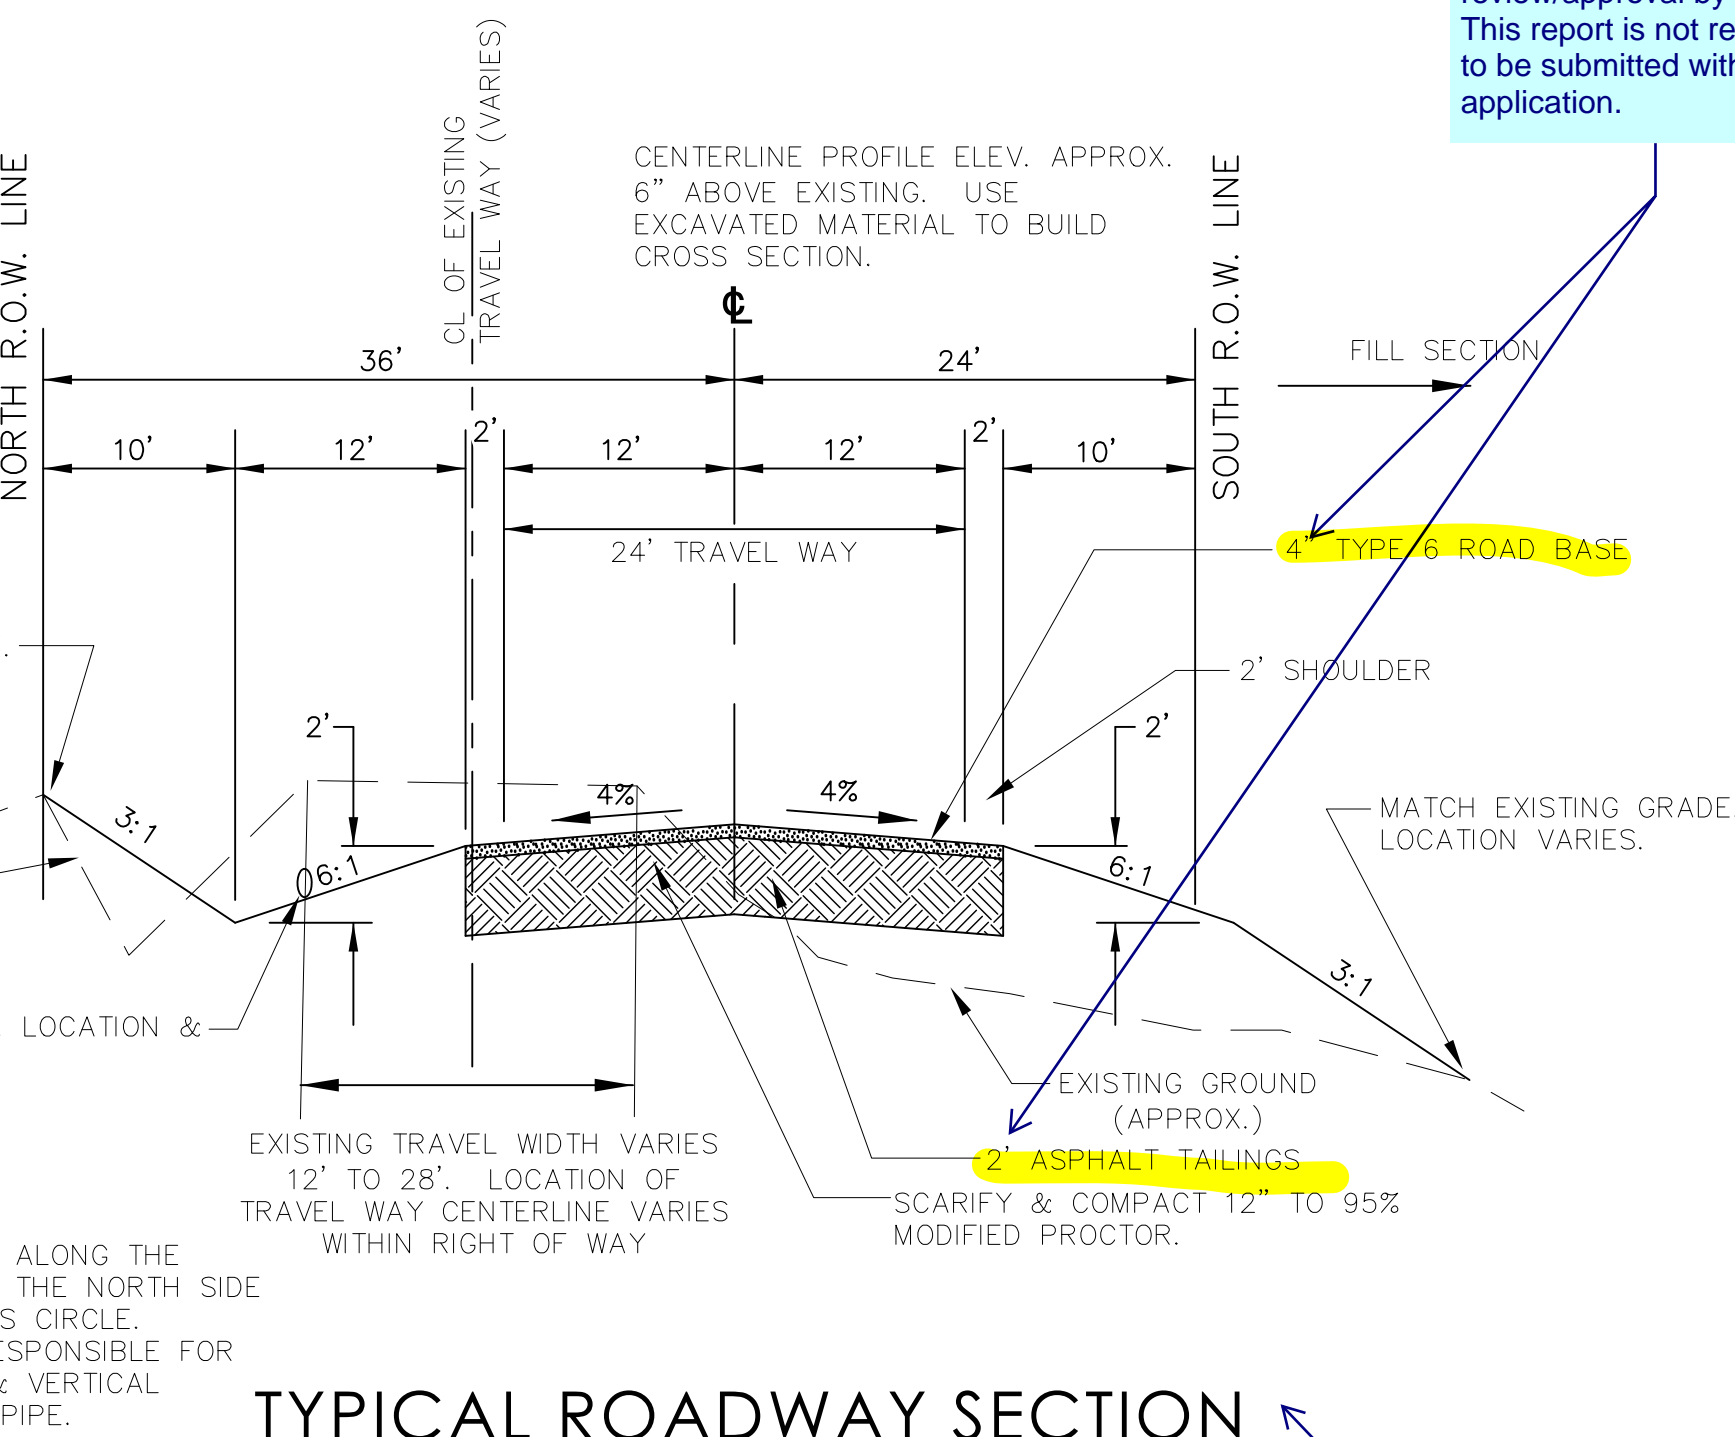 review/approval by
This report is not
to be submitted
application.
NORTH R.O.W. LINE
CL OF EXISTING
TRAVEL WAY (VARIES)
CENTERLINE PROFILE ELEV. APPROX.
6" ABOVE EXISTING. USE
EXCAVATED MATERIAL TO BUILD
CROSS SECTION.
SOUTH R.O.W. LINE
℄
36' 24'
FILL SECTION
10' 12' 2' 12' 12' 2' 10'
24' TRAVEL WAY
4" TYPE 6 ROAD BASE
2' SHOULDER
2' 2'
4% 4%
3:1 6:1 6:1 3:1
MATCH EXISTING GRADE.
LOCATION VARIES.
LOCATION &
EXISTING GROUND
(APPROX.)
2' ASPHALT TAILINGS
SCARIFY & COMPACT 12" TO 95%
MODIFIED PROCTOR.
EXISTING TRAVEL WIDTH VARIES
12' TO 28'. LOCATION OF
TRAVEL WAY CENTERLINE VARIES
WITHIN RIGHT OF WAY
ALONG THE
THE NORTH SIDE
S CIRCLE.
ESPONSIBLE FOR
& VERTICAL
PIPE.
TYPICAL ROADWAY SECTION